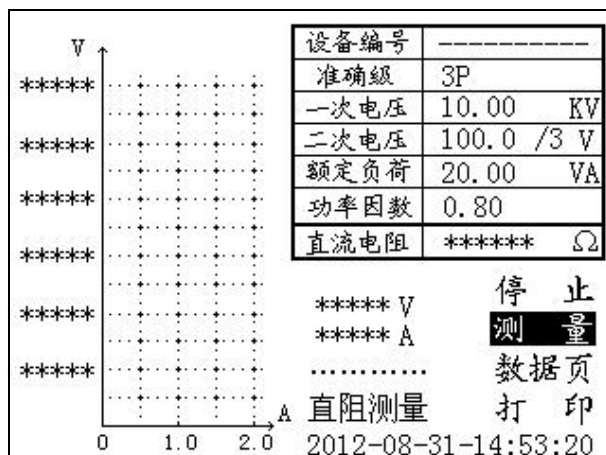 V
*****
*****
*****
*****
*****
*****
0 1.0 2.0
A
设备编号 ----------
准确级 3P
一次电压 10.00 KV
二次电压 100.0 /3 V
额定负荷 20.00 VA
功率因数 0.80
直流电阻 ****** Ω
***** V
***** A
............
直阻测量
停 止
测 量
数据页
打 印
2012-08-31-14:53:20